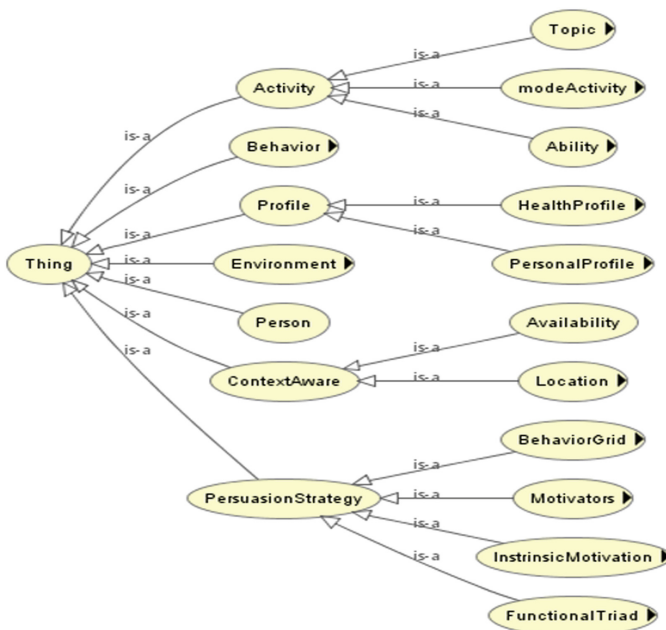 Topic
is-a
Activity
is-a
modeActivity
is-a
is-a
Behavior
Ability
is-a
Profile
is-a
HealthProfile
is-a
is-a
Thing
is-a
Environment
PersonalProfile
is-a
is-a
Person
Availability
is-a
ContextAware
is-a
Location
is-a
BehaviorGrid
is-a
PersuasionStrategy
is-a
Motivators
is-a
InstrinsicMotivation
is-a
FunctionalTriad